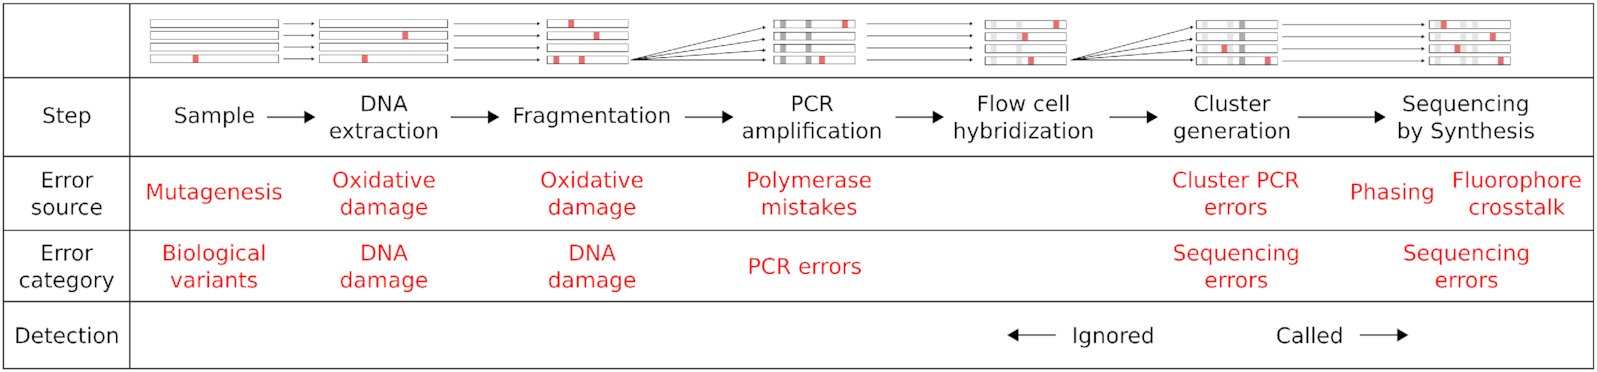 Step
Sample
DNA
extraction
Fragmentation
PCR
amplification
Flow cell
hybridization
Cluster
generation
Sequencing
by Synthesis
Error
source
Mutagenesis
Oxidative
damage
Oxidative
damage
Polymerase
mistakes
Cluster PCR
errors
Phasing
Fluorophore
crosstalk
Error
category
Biological
variants
DNA
damage
DNA
damage
PCR errors
Sequencing
errors
Sequencing
errors
Detection
Ignored
Called